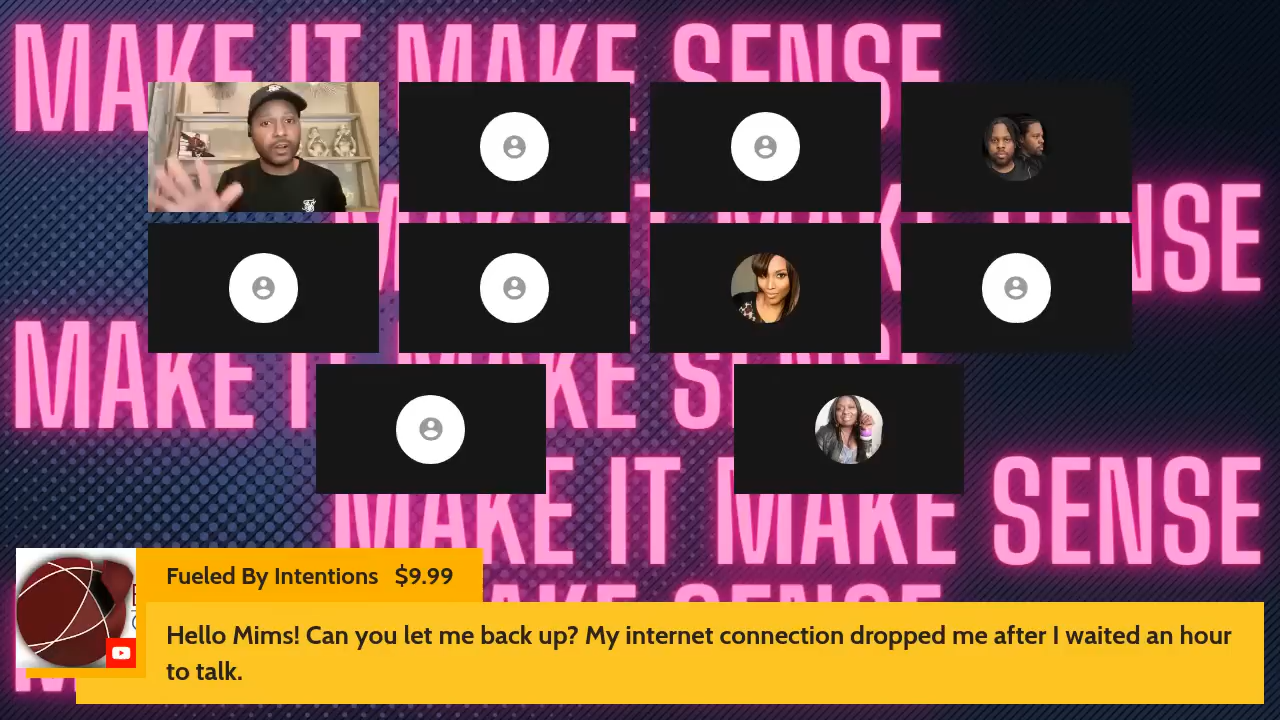 MAKE IT MAKE SENSE
MAKE IT MAKE SENSE
MAKE IT MAKE SENSE
MAKE IT MAKE SENSE
MAKE SENSE
Fueled By Intentions $9.99
Hello Mims! Can you let me back up? My internet connection dropped me after I waited an hour
to talk.